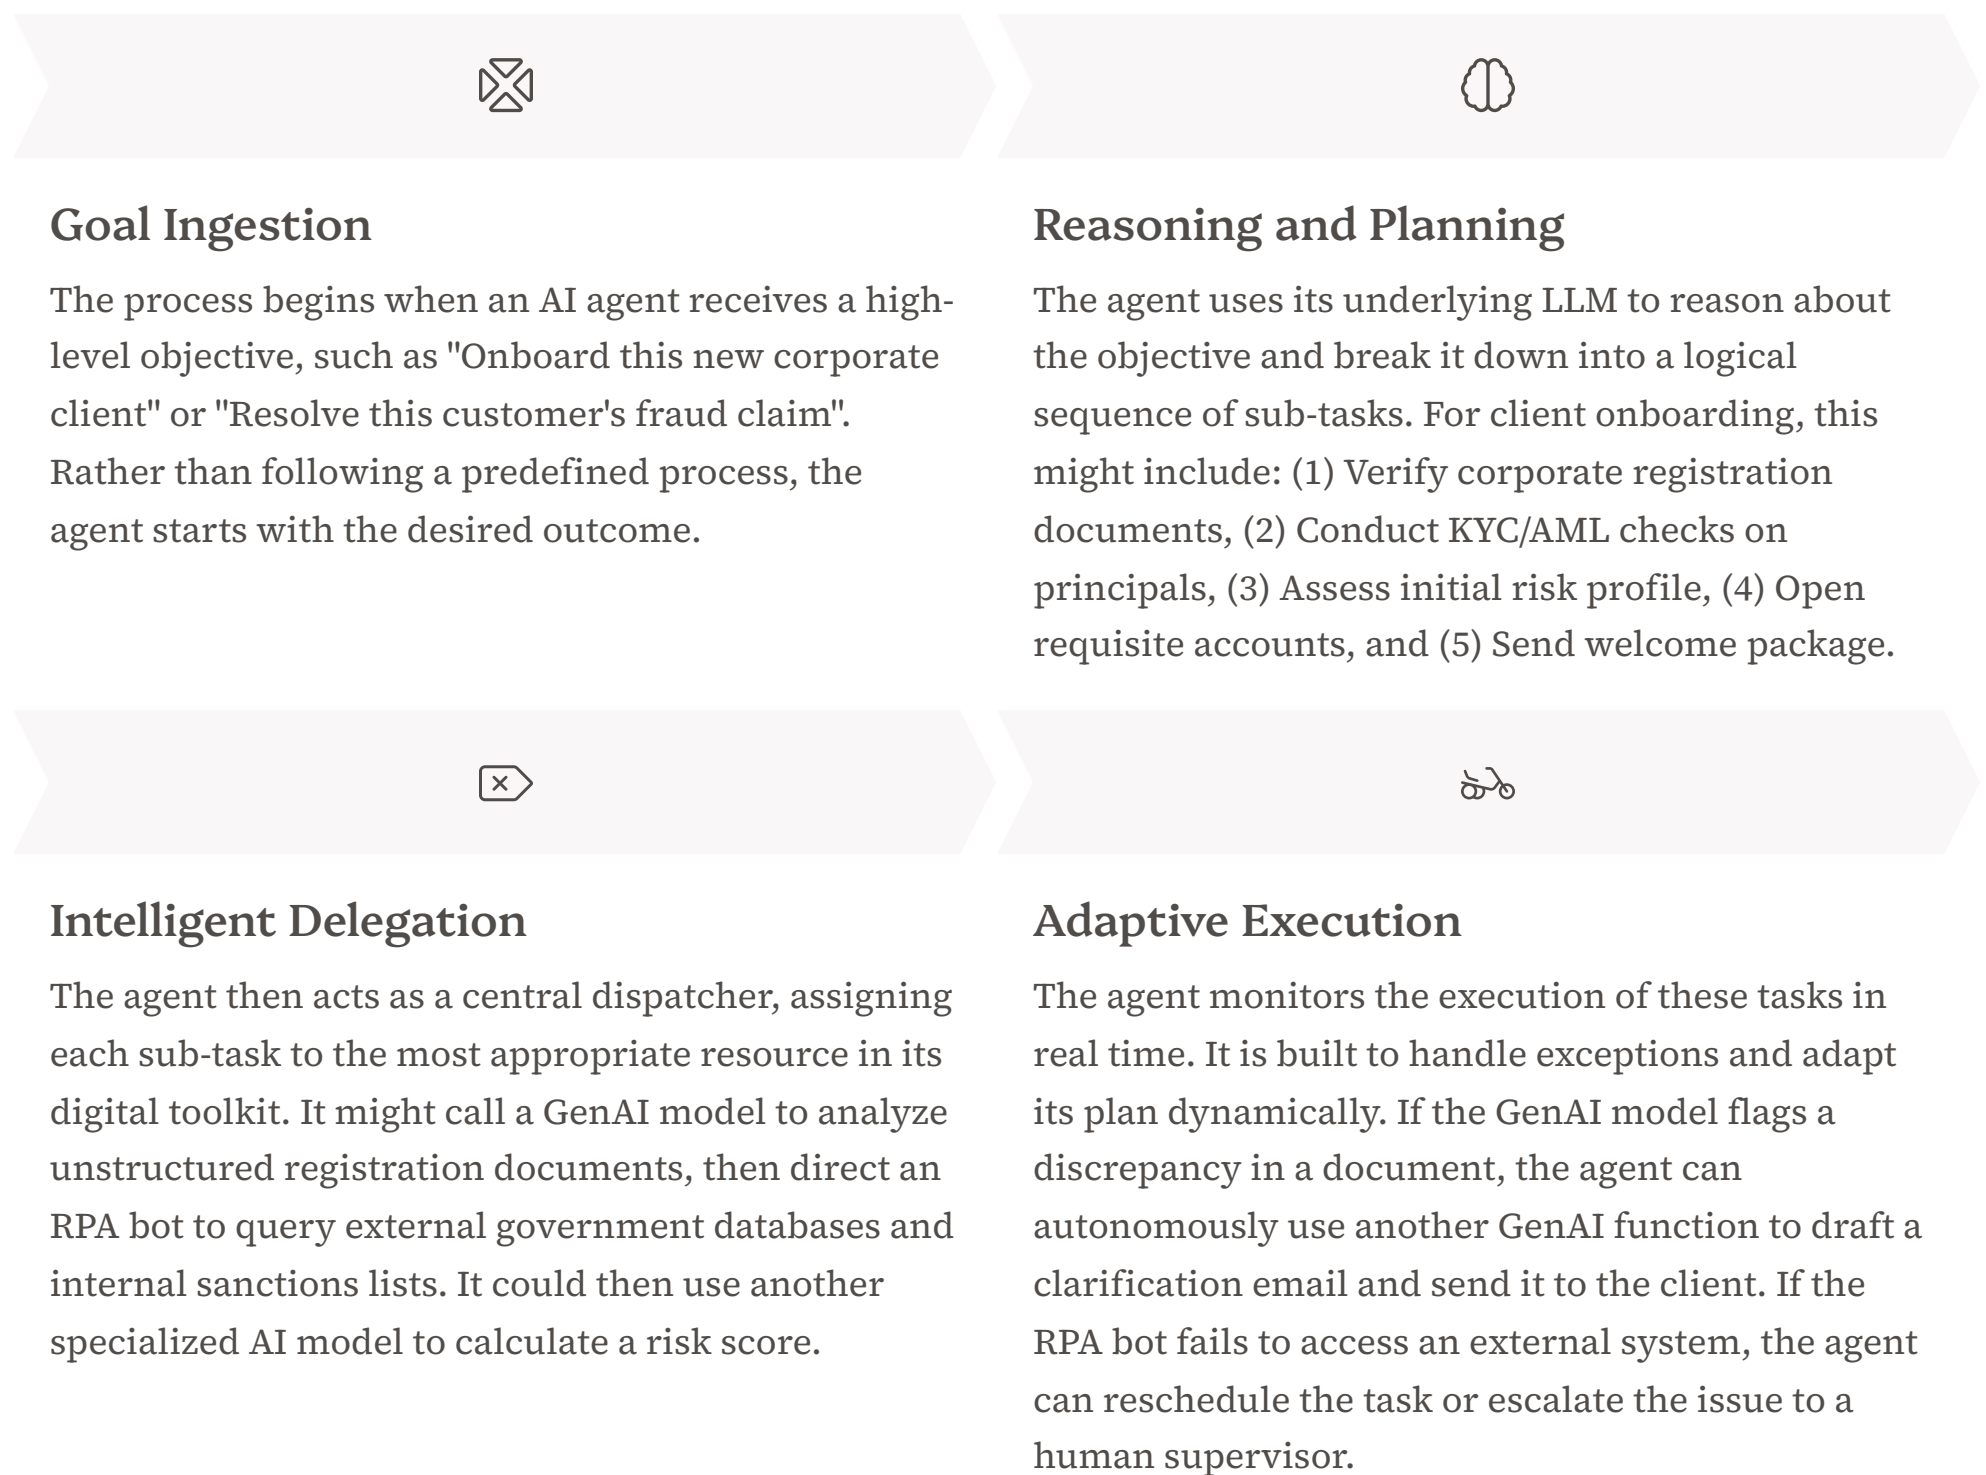 Goal Ingestion
The process begins when an AI agent receives a high-
level objective, such as "Onboard this new corporate
client" or "Resolve this customer's fraud claim".
Rather than following a predefined process, the
agent starts with the desired outcome.
Reasoning and Planning
The agent uses its underlying LLM to reason about
the objective and break it down into a logical
sequence of sub-tasks. For client onboarding, this
might include: (1) Verify corporate registration
documents, (2) Conduct KYC/AML checks on
principals, (3) Assess initial risk profile, (4) Open
requisite accounts, and (5) Send welcome package.
Intelligent Delegation
The agent then acts as a central dispatcher, assigning
each sub-task to the most appropriate resource in its
digital toolkit. It might call a GenAI model to analyze
unstructured registration documents, then direct an
RPA bot to query external government databases and
internal sanctions lists. It could then use another
specialized AI model to calculate a risk score.
Adaptive Execution
The agent monitors the execution of these tasks in
real time. It is built to handle exceptions and adapt
its plan dynamically. If the GenAI model flags a
discrepancy in a document, the agent can
autonomously use another GenAI function to draft a
clarification email and send it to the client. If the
RPA bot fails to access an external system, the agent
can reschedule the task or escalate the issue to a
human supervisor.